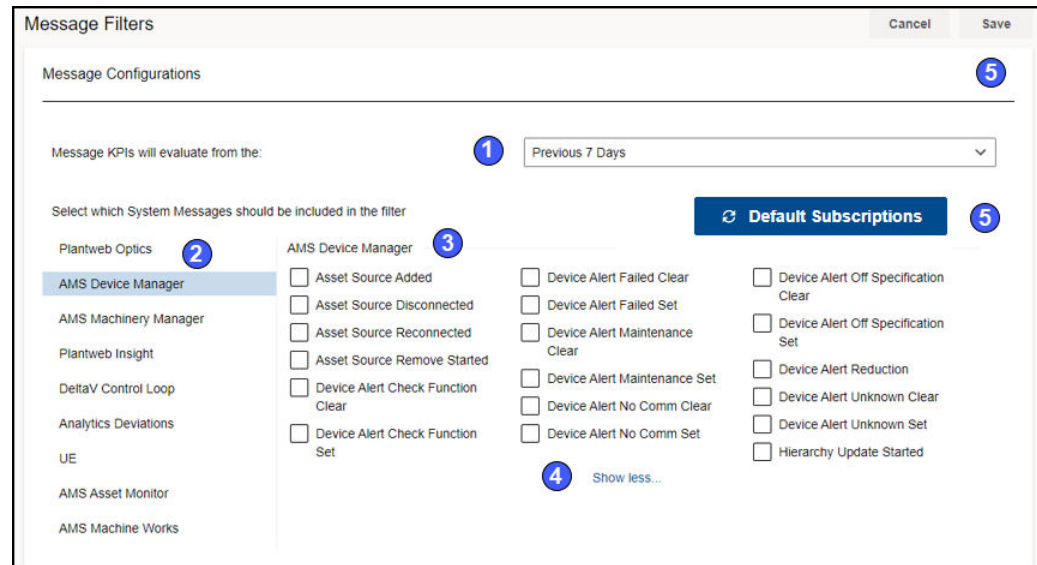 Message Filters
Cancel
Save
Message Configurations
5
Message KPIs will evaluate from the:
1
Previous 7 Days
Select which System Messages should be included in the filter
Default Subscriptions
5
Plantweb Optics
2
AMS Device Manager
AMS Machinery Manager
Plantweb Insight
DeltaV Control Loop
Analytics Deviations
UE
AMS Asset Monitor
AMS Machine Works
AMS Device Manager
3
Asset Source Added
Asset Source Disconnected
Asset Source Reconnected
Asset Source Remove Started
Device Alert Check Function
Clear
Device Alert Check Function
Set
Device Alert Failed Clear
Device Alert Failed Set
Device Alert Maintenance
Clear
Device Alert Maintenance Set
Device Alert No Comm Clear
Device Alert No Comm Set
Device Alert Off Specification
Clear
Device Alert Off Specification
Set
Device Alert Reduction
Device Alert Unknown Clear
Device Alert Unknown Set
Hierarchy Update Started
4
Show less...